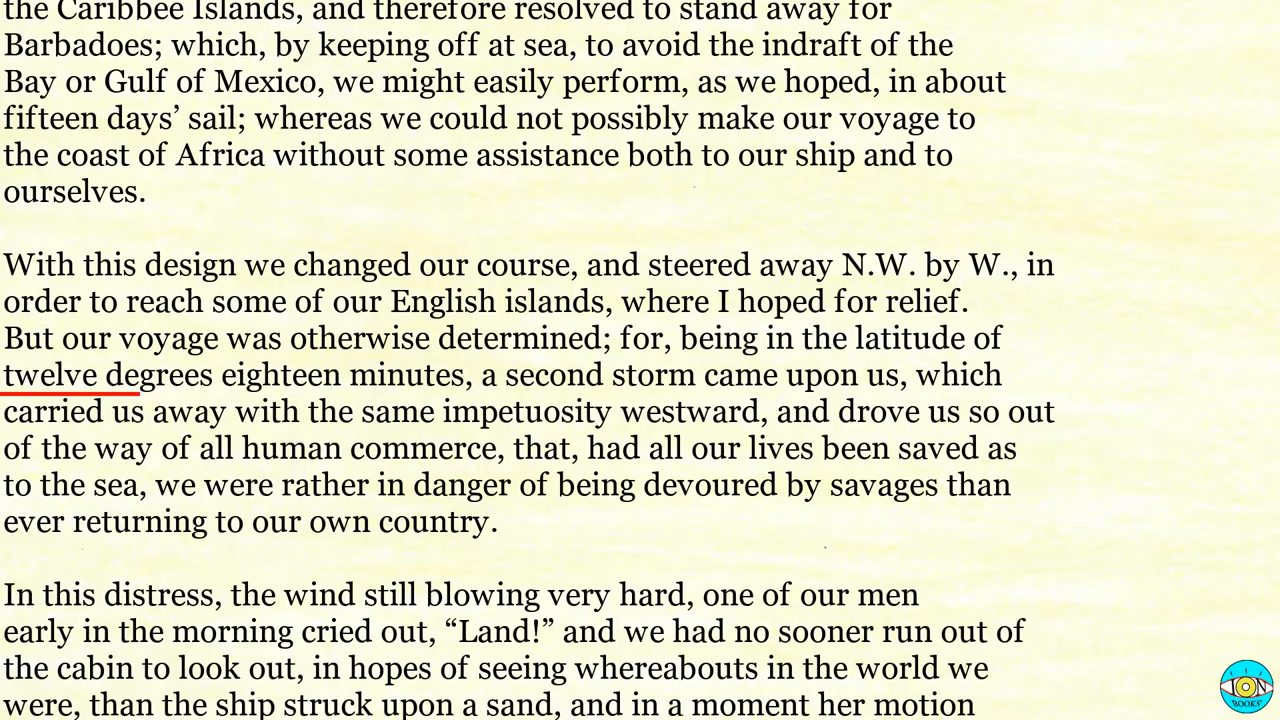 the Caribbee Islands, and therefore resolved to stand away for
Barbadoes; which, by keeping off at sea, to avoid the indraft of the
Bay or Gulf of Mexico, we might easily perform, as we hoped, in about
fifteen days’ sail; whereas we could not possibly make our voyage to
the coast of Africa without some assistance both to our ship and to
ourselves.
With this design we changed our course, and steered away N.W. by W., in
order to reach some of our English islands, where I hoped for relief.
But our voyage was otherwise determined; for, being in the latitude of
twelve degrees eighteen minutes, a second storm came upon us, which
carried us away with the same impetuosity westward, and drove us so out
of the way of all human commerce, that, had all our lives been saved as
to the sea, we were rather in danger of being devoured by savages than
ever returning to our own country.
In this distress, the wind still blowing very hard, one of our men
early in the morning cried out, “Land!” and we had no sooner run out of
the cabin to look out, in hopes of seeing whereabouts in the world we
were, than the ship struck upon a sand, and in a moment her motion
ION
BOOKS